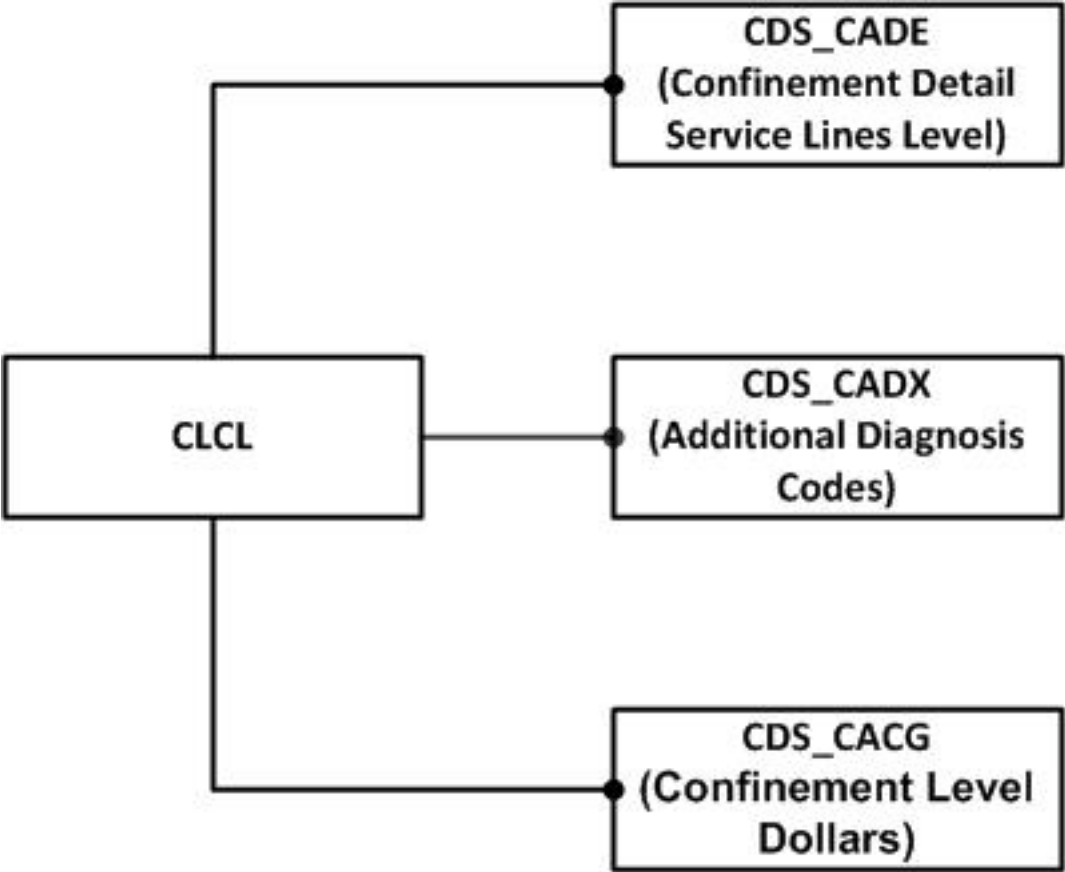 CDS_CADE
(Confinement Detail
Service Lines Level)
CLCL
CDS_CADX
(Additional Diagnosis
Codes)
CDS_CACG
(Confinement Level
Dollars)